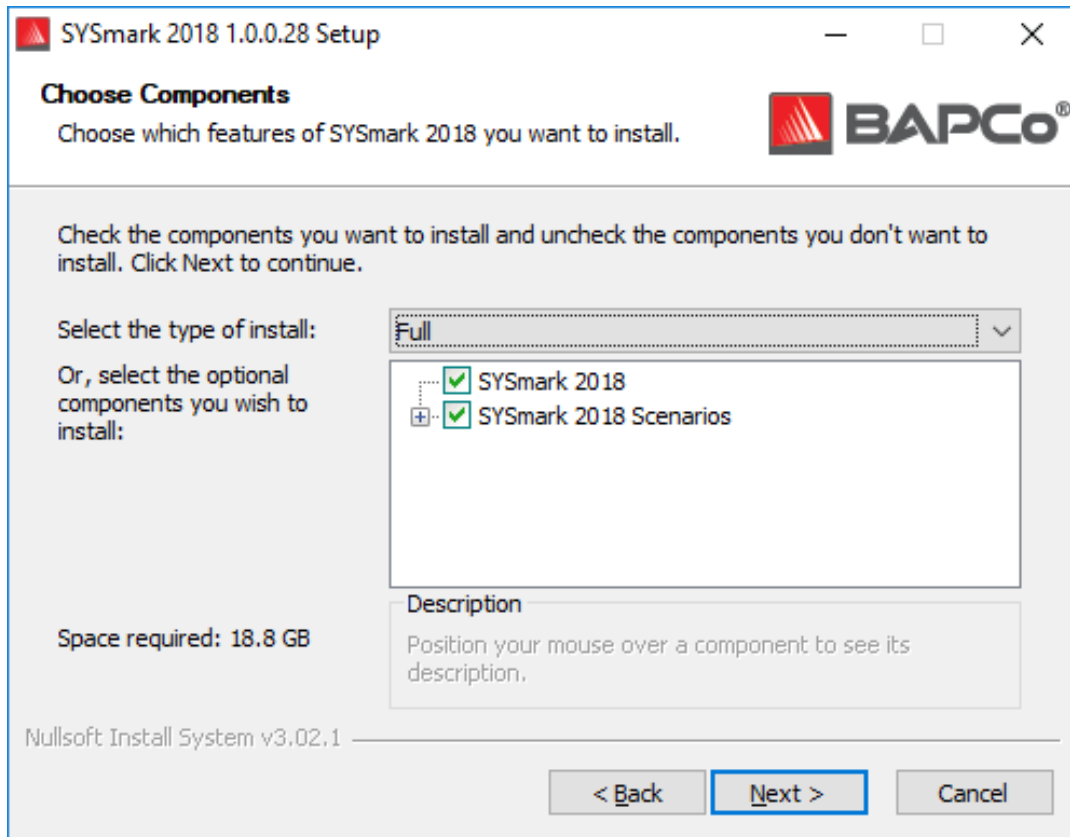 SYSmark 2018 1.0.0.28 Setup
Choose Components
Choose which features of SYSmark 2018 you want to install.
BAPCo®
Check the components you want to install and uncheck the components you don't want to
install. Click Next to continue.
Select the type of install:
Full
Or, select the optional
components you wish to
install:
SYSmark 2018
SYSmark 2018 Scenarios
Space required: 18.8 GB
Description
Position your mouse over a component to see its
description.
Nullsoft Install System v3.02.1
< Back
Next >
Cancel